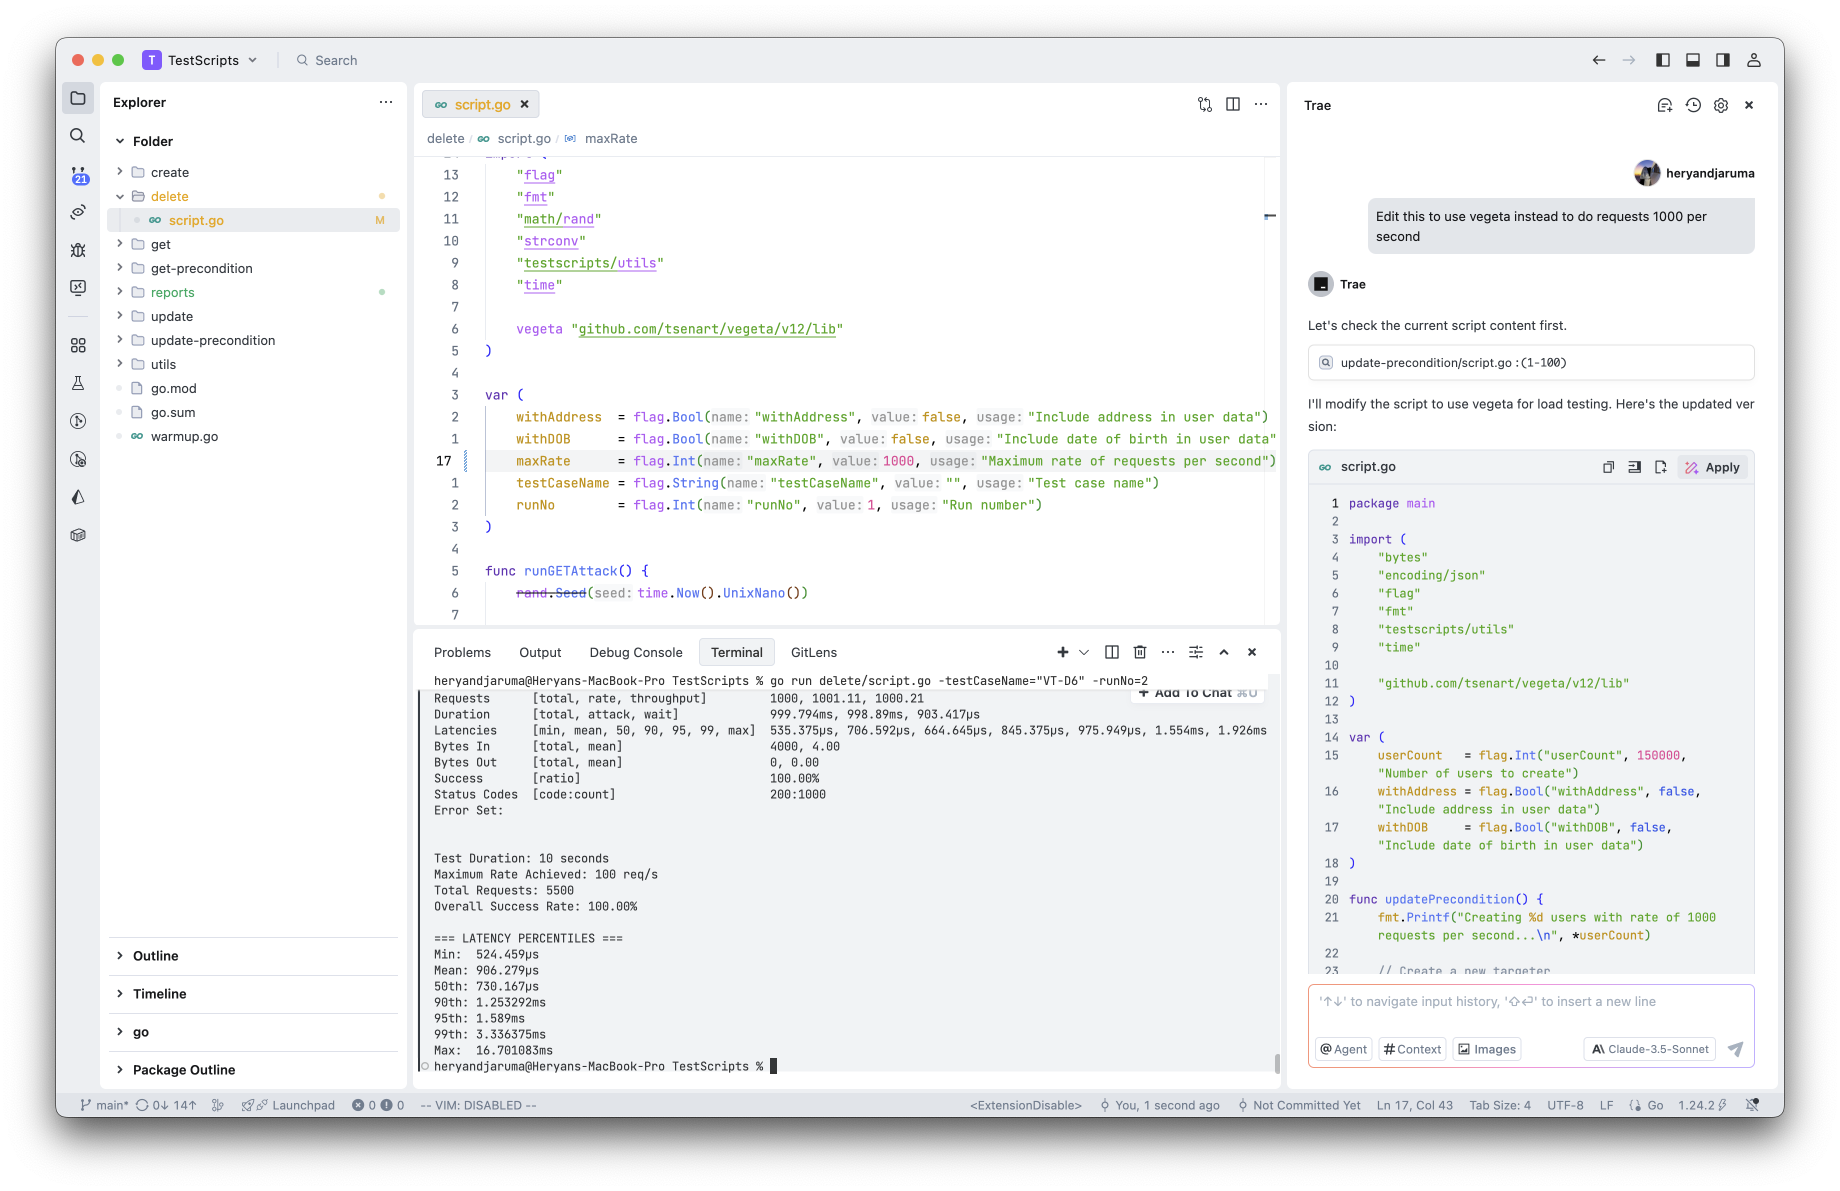 T TestScripts
Search
Explorer
Folder
create
delete
script.go M
get
get-precondition
reports
update
update-precondition
utils
go.mod
go.sum
warmup.go
21
Outline
Timeline
go
Package Outline
script.go
delete / script.go / maxRate
13 "flag"
12 "fmt"
11 "math/rand"
10 "strconv"
9 "testscripts/utils"
8 "time"
7
6 vegeta "github.com/tsenart/vegeta/v12/lib"
5 )
4
3 var (
2 withAddress = flag.Bool(name: "withAddress", value: false, usage: "Include address in user data")
1 withDOB = flag.Bool(name: "withDOB", value: false, usage: "Include date of birth in user data"
17 maxRate = flag.Int(name: "maxRate", value: 1000, usage: "Maximum rate of requests per second")
1 testCaseName = flag.String(name: "testCaseName", value: "", usage: "Test case name")
2 runNo = flag.Int(name: "runNo", value: 1, usage: "Run number")
3 )
4
5 func runGETAttack() {
6 rand.Seed(seed: time.Now().UnixNano())
7
Problems Output Debug Console Terminal GitLens
heryandjaruma@Heryans-MacBook-Pro TestScripts % go run delete/script.go -testCaseName="VT-D6" -runNo=2
Add To Chat ⌘U
Requests [total, rate, throughput] 1000, 1001.11, 1000.21
Duration [total, attack, wait] 999.794ms, 998.89ms, 903.417µs
Latencies [min, mean, 50, 90, 95, 99, max] 535.375µs, 706.592µs, 664.645µs, 845.375µs, 975.949µs, 1.554ms, 1.926ms
Bytes In [total, mean] 4000, 4.00
Bytes Out [total, mean] 0, 0.00
Success [ratio] 100.00%
Status Codes [code:count] 200:1000
Error Set:
Test Duration: 10 seconds
Maximum Rate Achieved: 100 req/s
Total Requests: 5500
Overall Success Rate: 100.00%
=== LATENCY PERCENTILES ===
Min: 524.459µs
Mean: 906.279µs
50th: 730.167µs
90th: 1.253292ms
95th: 1.589ms
99th: 3.336375ms
Max: 16.701083ms
heryandjaruma@Heryans-MacBook-Pro TestScripts %
Trae
heryandjaruma
Edit this to use vegeta instead to do requests 1000 per
second
Trae
Let's check the current script content first.
update-precondition/script.go :(1-100)
I'll modify the script to use vegeta for load testing. Here's the updated ver
sion:
script.go Apply
1 package main
2
3 import (
4 "bytes"
5 "encoding/json"
6 "flag"
7 "fmt"
8 "testscripts/utils"
9 "time"
10
11 "github.com/tsenart/vegeta/v12/lib"
12 )
13
14 var (
15 userCount = flag.Int("userCount", 150000,
"Number of users to create")
16 withAddress = flag.Bool("withAddress", false,
"Include address in user data")
17 withDOB = flag.Bool("withDOB", false,
"Include date of birth in user data")
18 )
19
20 func updatePrecondition() {
21 fmt.Printf("Creating %d users with rate of 1000
requests per second...\n", *userCount)
22
23 // Create a new targeter
'↑↓' to navigate input history, '⇧⏎' to insert a new line
@ Agent # Context Images Claude-3.5-Sonnet
main* 0↓ 14↑ Launchpad 0 0 -- VIM: DISABLED --
<ExtensionDisable> You, 1 second ago Not Committed Yet Ln 17, Col 43 Tab Size: 4 UTF-8 LF Go 1.24.2